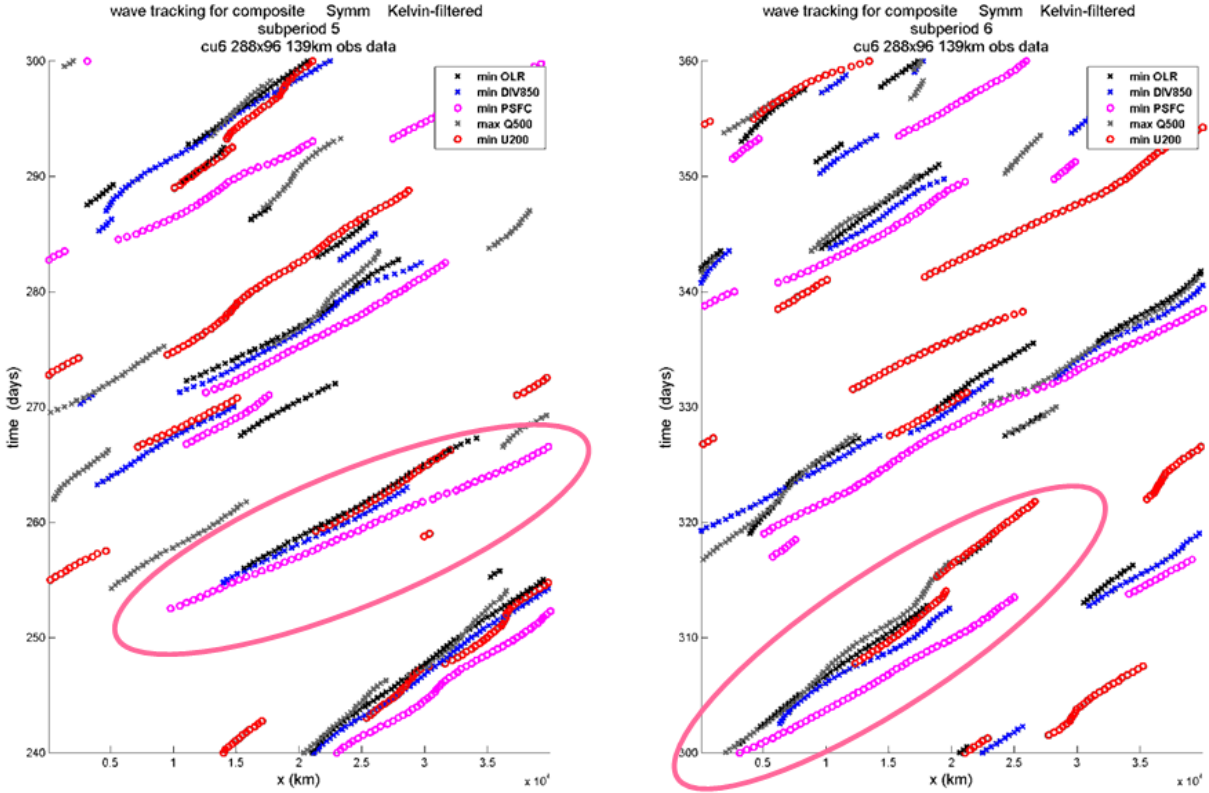 wave tracking for composite Symm Kelvin-filtered
subperiod 5
cu6 288x96 139km obs data
300
290
280
270
260
250
240
time (days)
0.5
1
1.5
2
2.5
3
3.5
x (km)
x 10⁴
min OLR
min DIV850
min PSFC
max Q500
min U200
wave tracking for composite Symm Kelvin-filtered
subperiod 6
cu6 288x96 139km obs data
360
350
340
330
320
310
300
time (days)
0.5
1
1.5
2
2.5
3
3.5
x (km)
x 10⁴
min OLR
min DIV850
min PSFC
max Q500
min U200